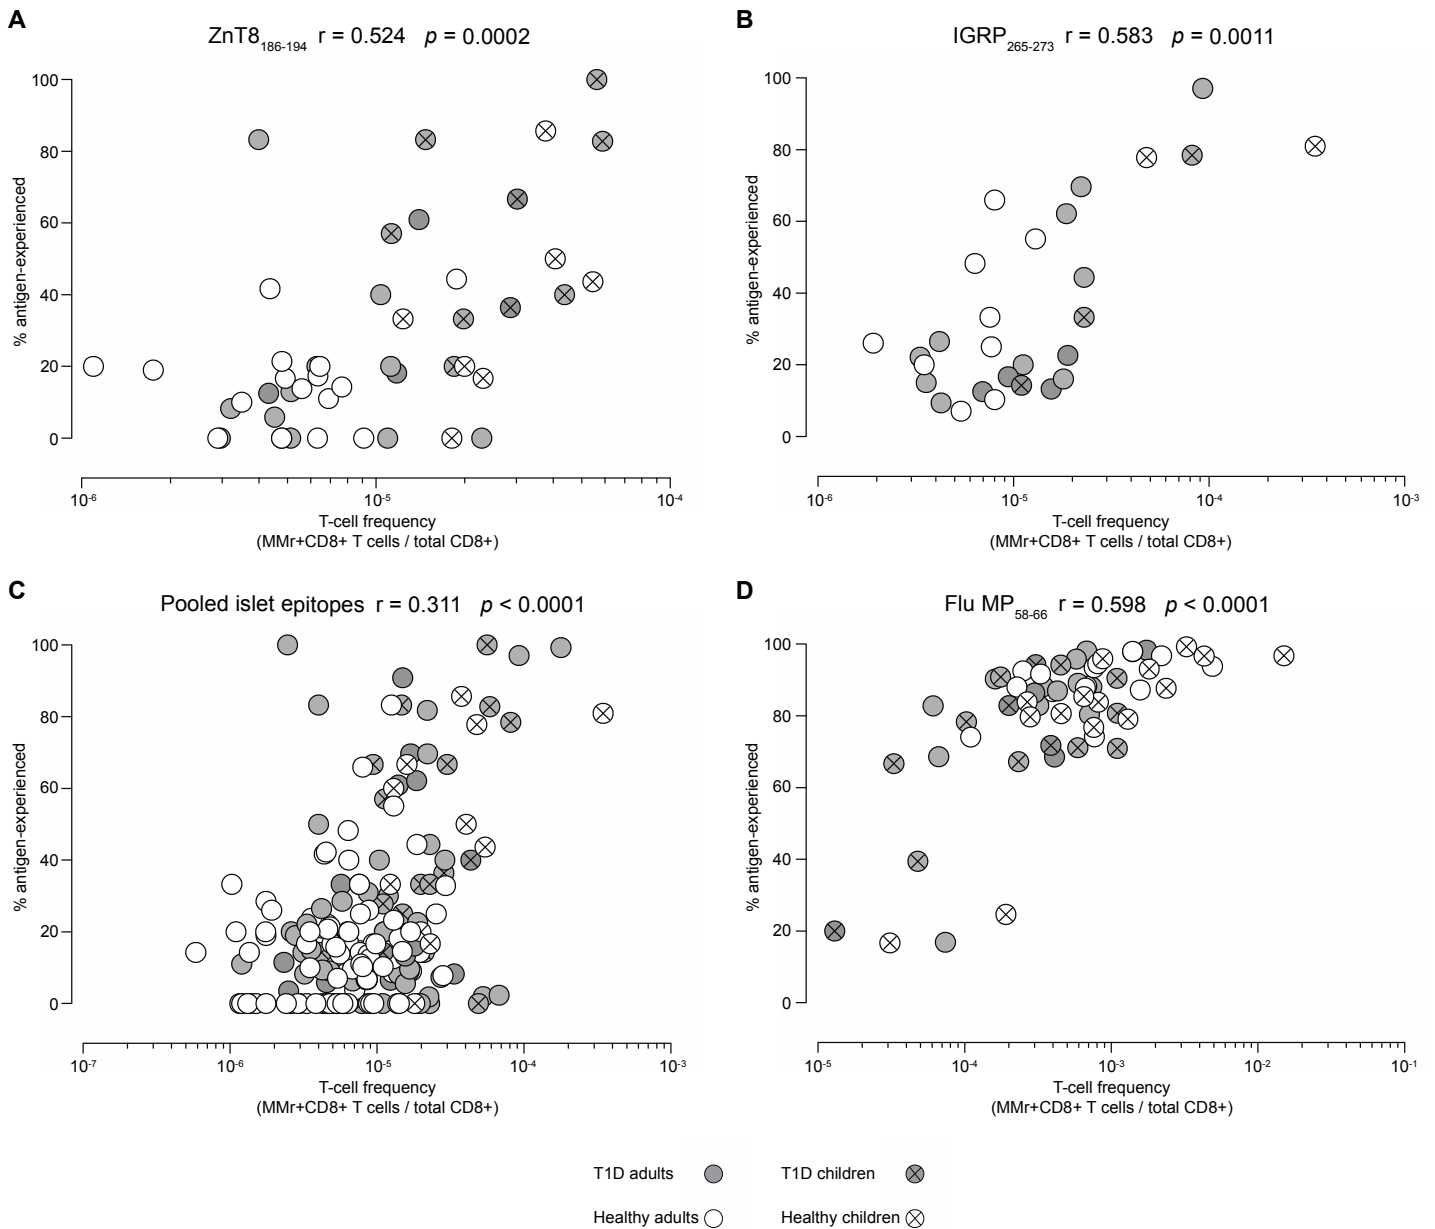 A
ZnT8186-194 r = 0.524 p = 0.0002
100
80
60
40
20
0
% antigen-experienced
10-6
10-5
10-4
T-cell frequency
(MMr+CD8+ T cells / total CD8+)
B
IGRP265-273 r = 0.583 p = 0.0011
100
80
60
40
20
0
% antigen-experienced
10-6
10-5
10-4
10-3
T-cell frequency
(MMr+CD8+ T cells / total CD8+)
C
Pooled islet epitopes r = 0.311 p < 0.0001
100
80
60
40
20
0
% antigen-experienced
10-7
10-6
10-5
10-4
10-3
T-cell frequency
(MMr+CD8+ T cells / total CD8+)
D
Flu MP58-66 r = 0.598 p < 0.0001
100
80
60
40
20
0
% antigen-experienced
10-5
10-4
10-3
10-2
10-1
T-cell frequency
(MMr+CD8+ T cells / total CD8+)
T1D adults
T1D children
Healthy adults
Healthy children